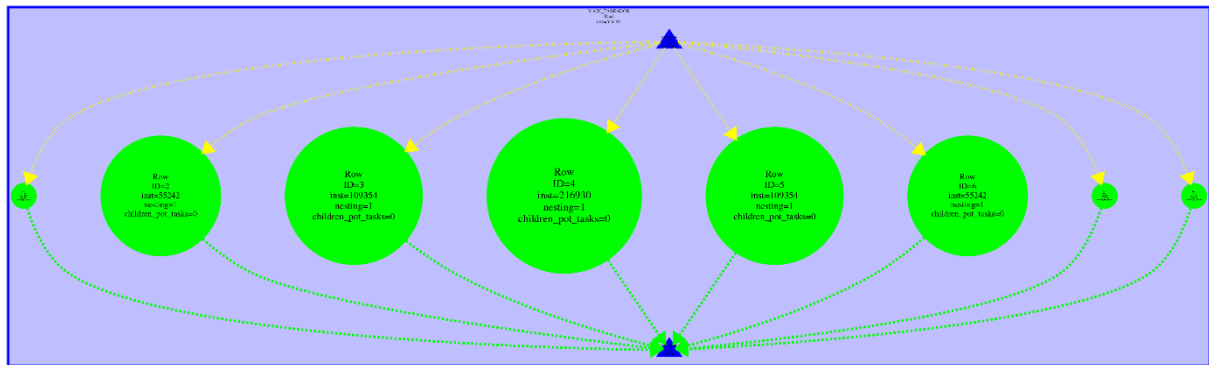 Row
ID=2
inst=55242
nesting=1
children_pot_tasks=0
Row
ID=3
inst=109354
nesting=1
children_pot_tasks=0
Row
ID=4
inst=216930
nesting=1
children_pot_tasks=0
Row
ID=5
inst=109354
nesting=1
children_pot_tasks=0
Row
ID=6
inst=55242
nesting=1
children_pot_tasks=0